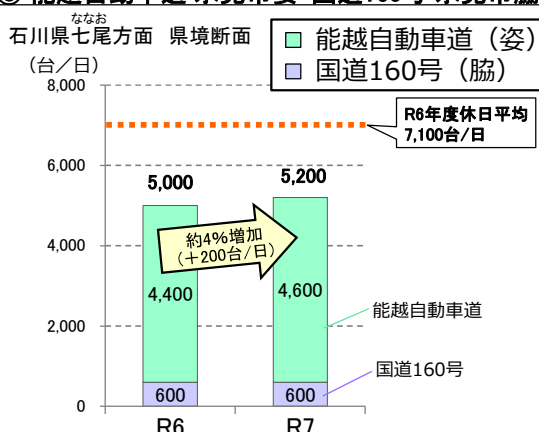 ななお
石川県七尾方面 県境断面
(台/日)
能越自動車道(姿)
国道160号(脇)
8,000
6,000
4,000
2,000
0
R6年度休日平均
7,100台/日
5,000
5,200
約4%増加
(+200台/日)
4,400
4,600
600
600
能越自動車道
国道160号
R6
R7